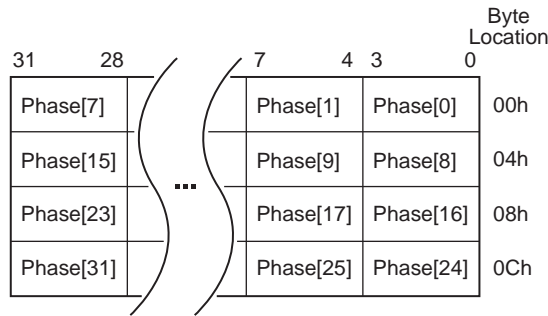 Byte
Location
31 28 7 4 3 0
Phase[7] Phase[1] Phase[0] 00h
Phase[15] Phase[9] Phase[8] 04h
...
Phase[23] Phase[17] Phase[16] 08h
Phase[31] Phase[25] Phase[24] 0Ch